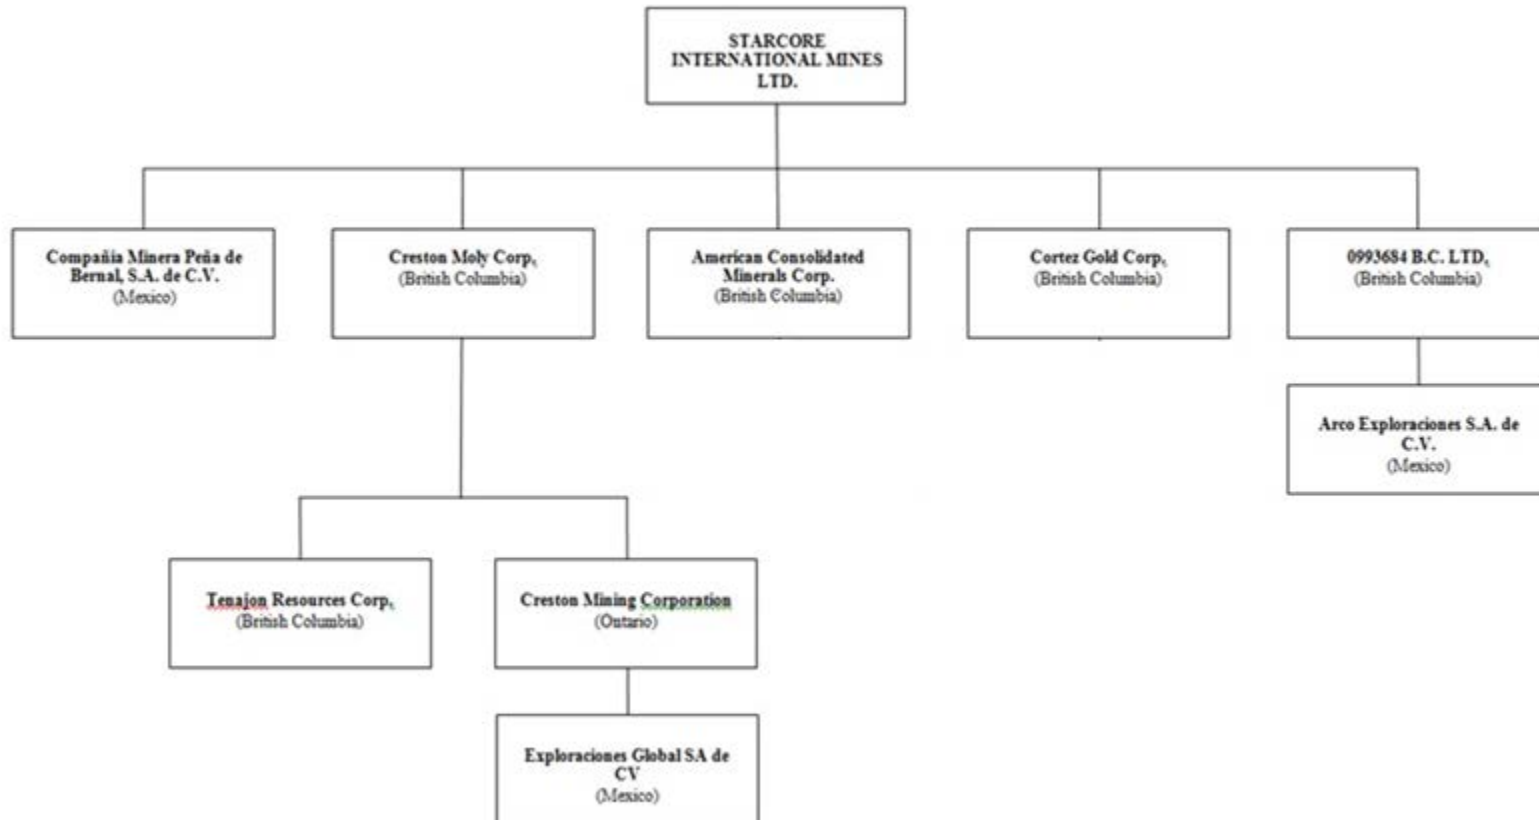 STARCORE
INTERNATIONAL MINES
LTD.
Compañia Minera Peña de
Bernal, S.A. de C.V.
(Mexico)
Creston Moly Corp.
(British Columbia)
American Consolidated
Minerals Corp.
(British Columbia)
Cortez Gold Corp.
(British Columbia)
0993684 B.C. LTD.
(British Columbia)
Arco Exploraciones S.A. de
C.V.
(Mexico)
Tenajon Resources Corp.
(British Columbia)
Creston Mining Corporation
(Ontario)
Exploraciones Global SA de
CV
(Mexico)